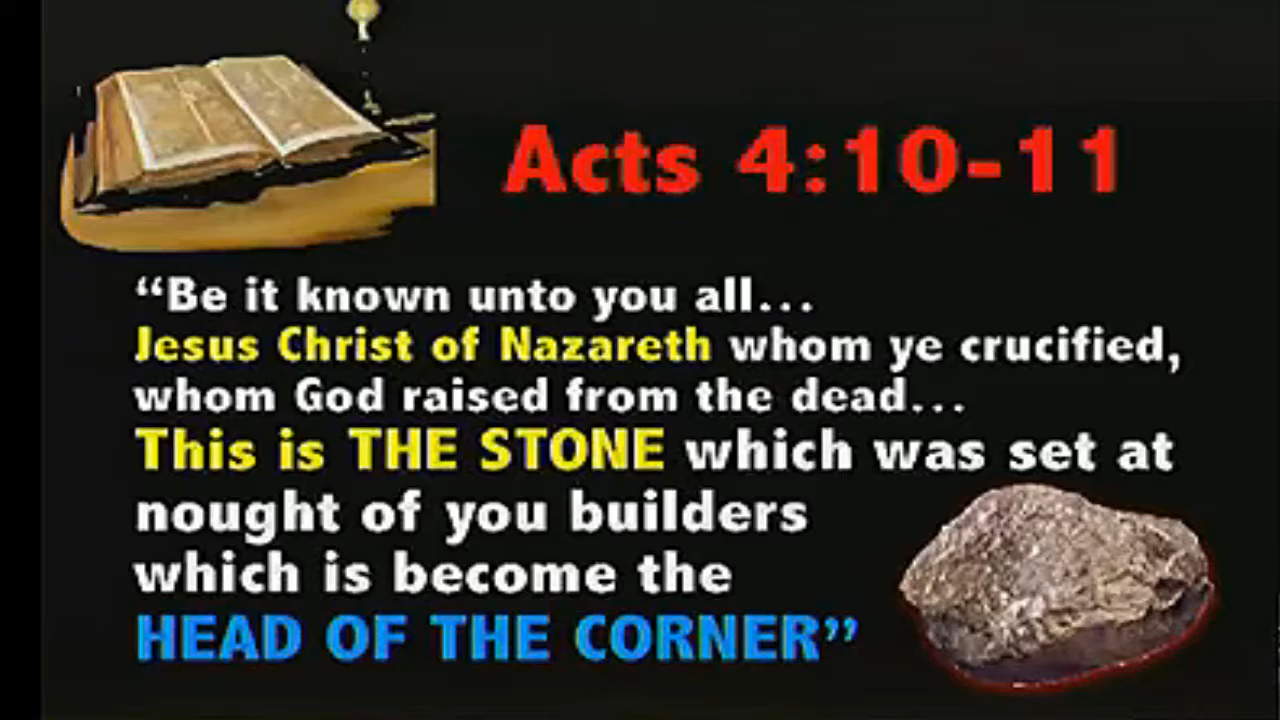 Acts 4:10-11
“Be it known unto you all...
Jesus Christ of Nazareth whom ye crucified,
whom God raised from the dead...
This is THE STONE which was set at
nought of you builders
which is become the
HEAD OF THE CORNER”